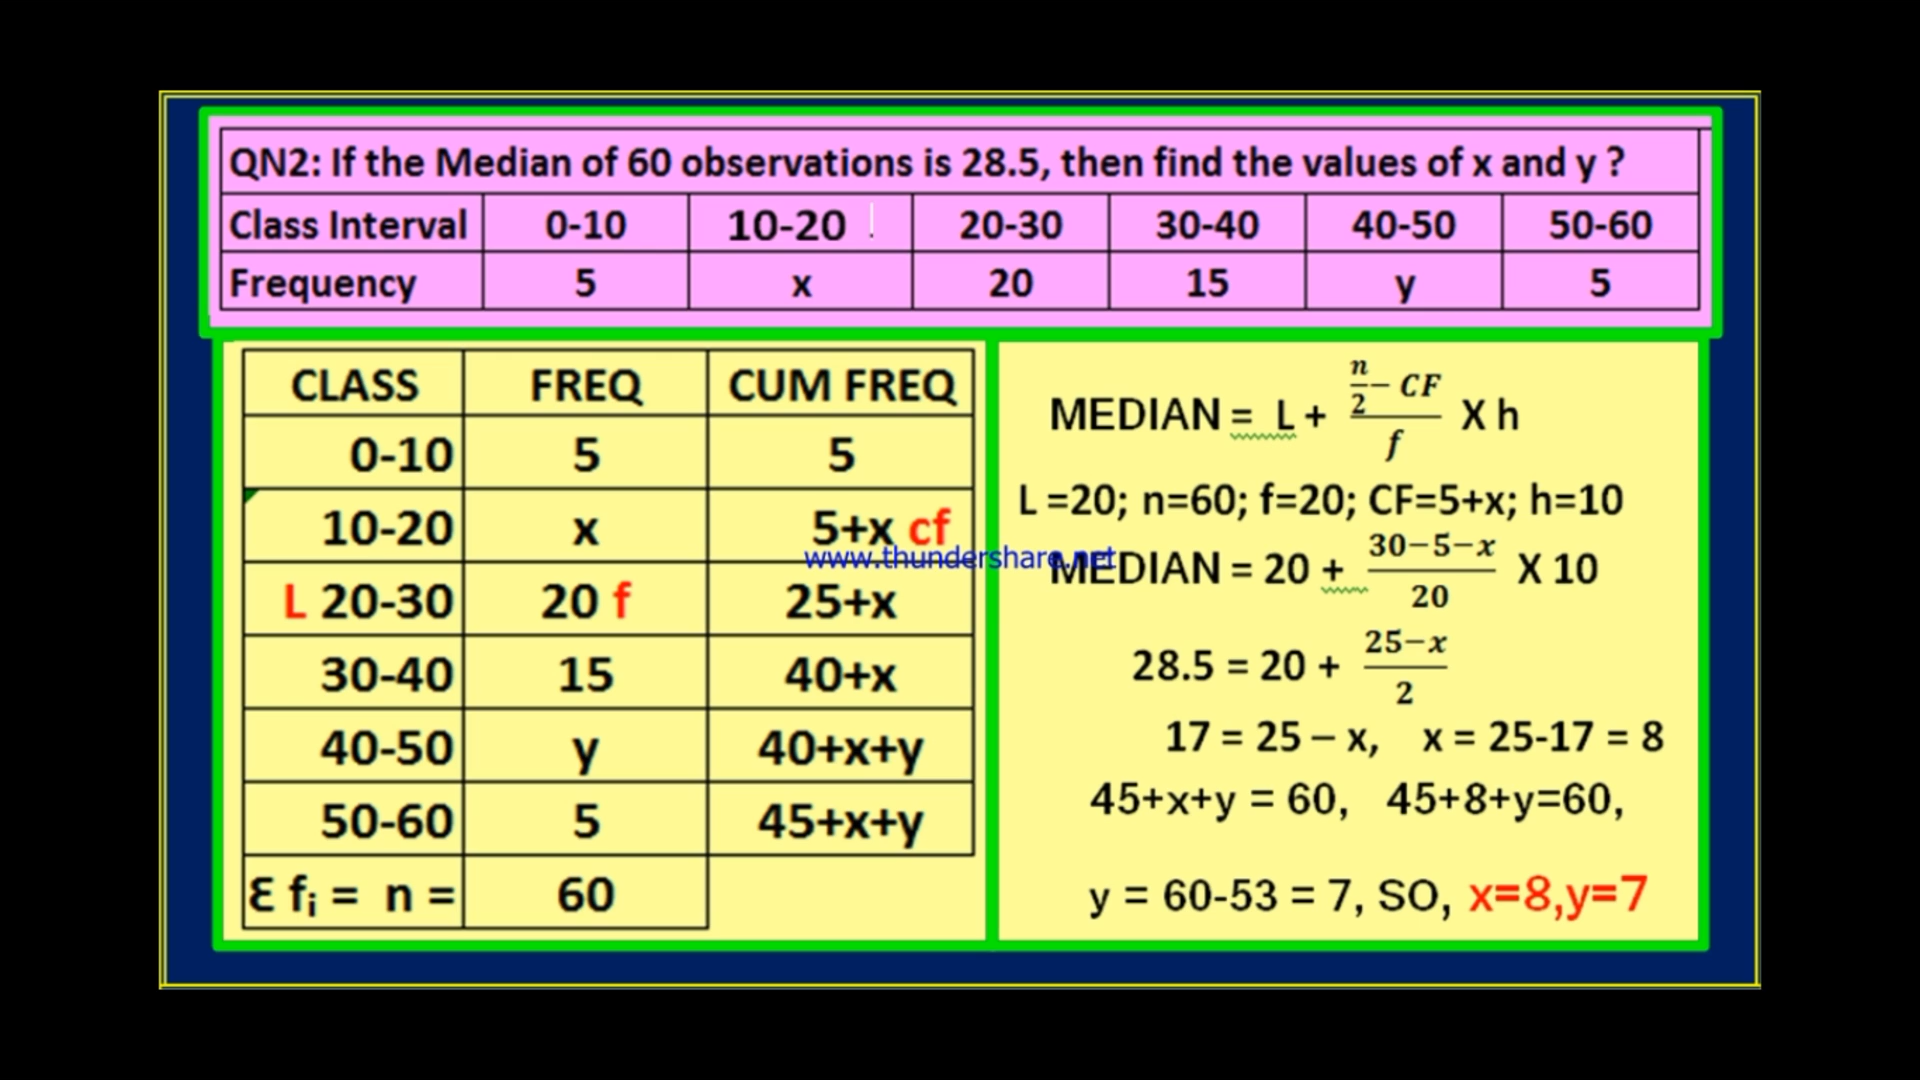 QN2: If the Median of 60 observations is 28.5, then find the values of x and y ?
Class Interval 0-10 10-20 20-30 30-40 40-50 50-60
Frequency 5 x 20 15 y 5
CLASS FREQ CUM FREQ
0-10 5 5
10-20 x 5+x cf
L 20-30 20 f 25+x
30-40 15 40+x
40-50 y 40+x+y
50-60 5 45+x+y
Ɛ fᵢ = n = 60
www.thundershare.net
MEDIAN = L + (n/2 − CF)/f X h
L =20; n=60; f=20; CF=5+x; h=10
MEDIAN = 20 + (30−5−x)/20 X 10
28.5 = 20 + (25−x)/2
17 = 25 – x, x = 25-17 = 8
45+x+y = 60, 45+8+y=60,
y = 60-53 = 7, SO, x=8,y=7